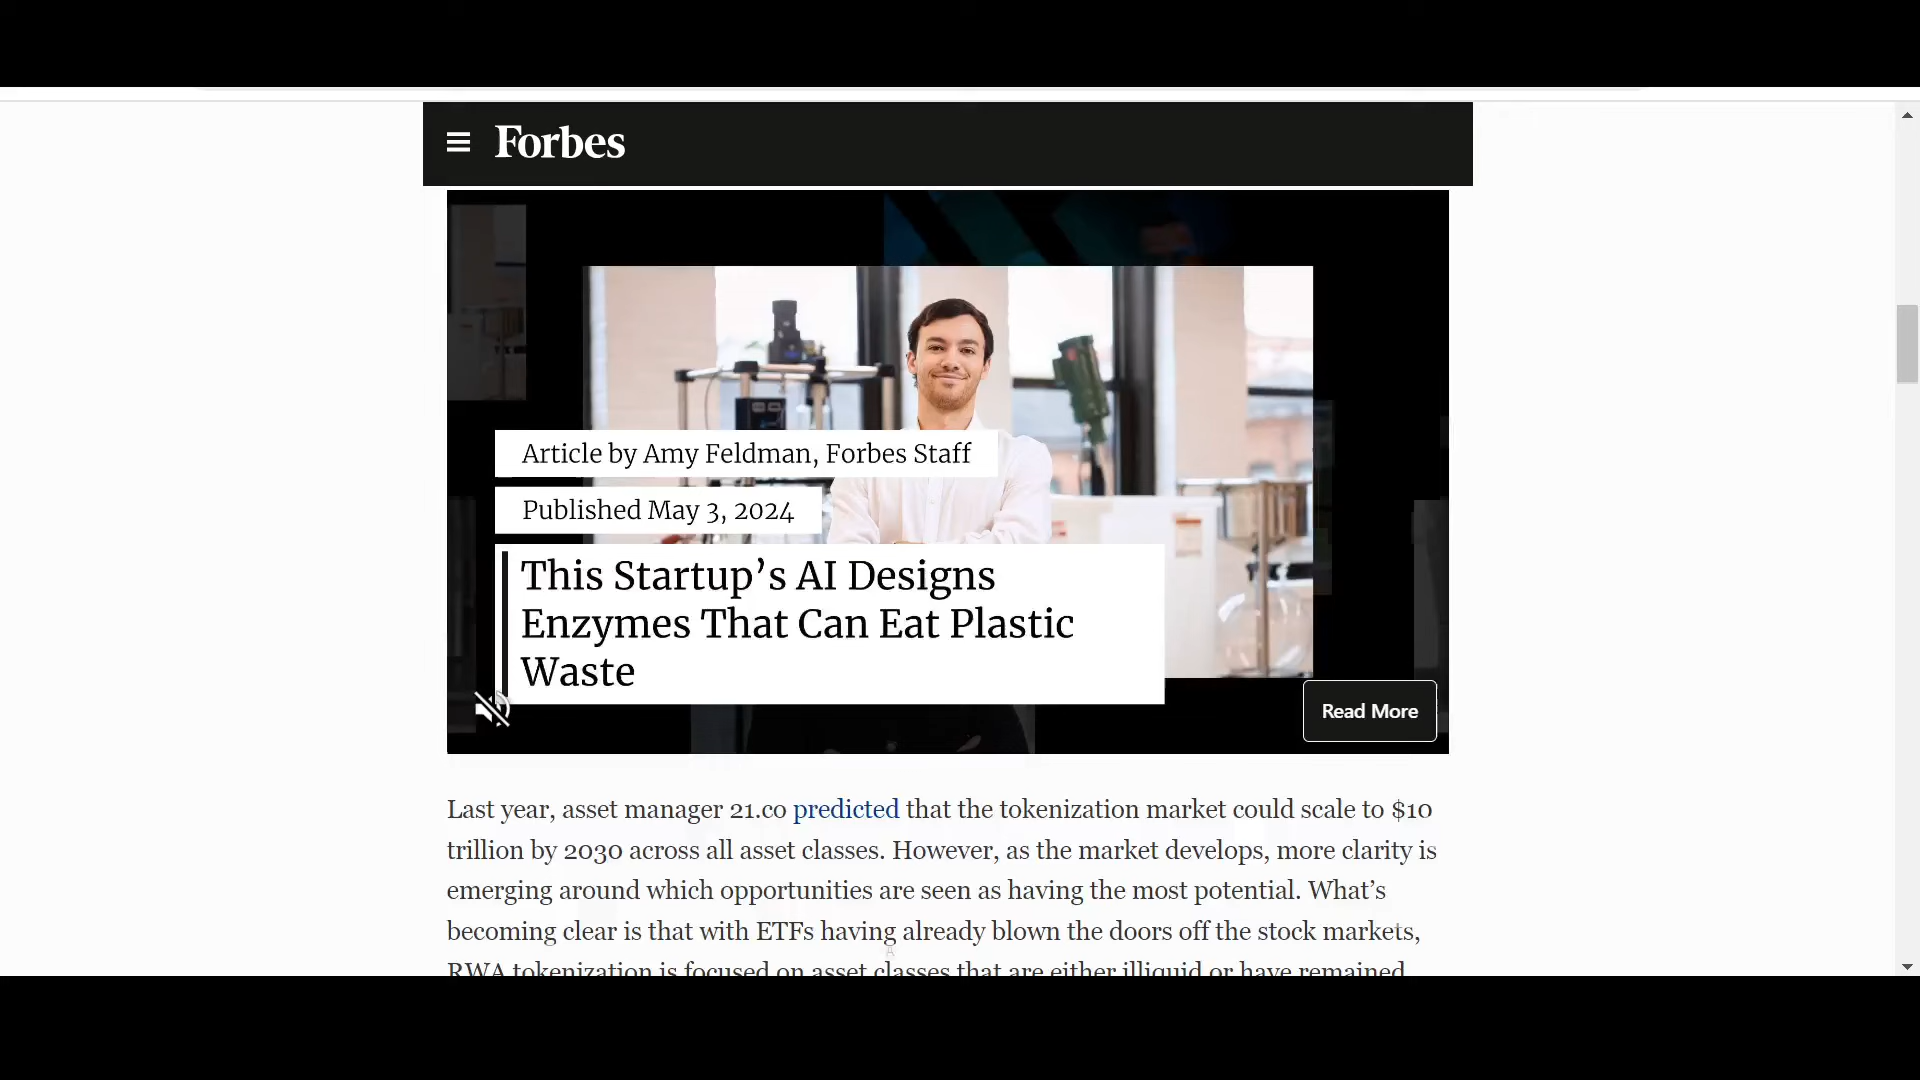 Forbes
Article by Amy Feldman, Forbes Staff
Published May 3, 2024
This Startup’s AI Designs
Enzymes That Can Eat Plastic
Waste
Read More
Last year, asset manager 21.co predicted that the tokenization market could scale to $10
trillion by 2030 across all asset classes. However, as the market develops, more clarity is
emerging around which opportunities are seen as having the most potential. What’s
becoming clear is that with ETFs having already blown the doors off the stock markets,
RWA tokenization is focused on asset classes that are either illiquid or have remained